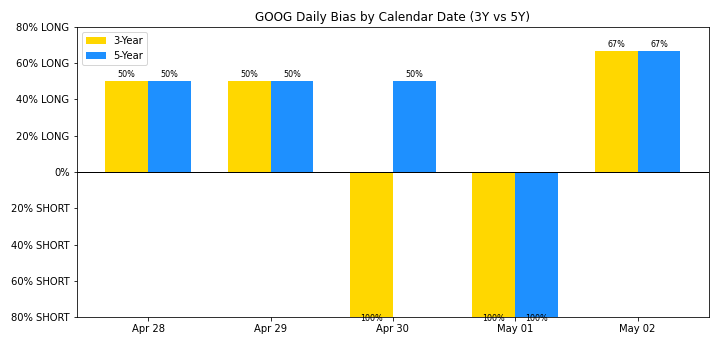 GOOG Daily Bias by Calendar Date (3Y vs 5Y)
80% LONG
60% LONG
40% LONG
20% LONG
0%
20% SHORT
40% SHORT
60% SHORT
80% SHORT
3-Year
5-Year
50% 50% 50% 50% 50% 67% 67%
100% 100% 100%
Apr 28 Apr 29 Apr 30 May 01 May 02